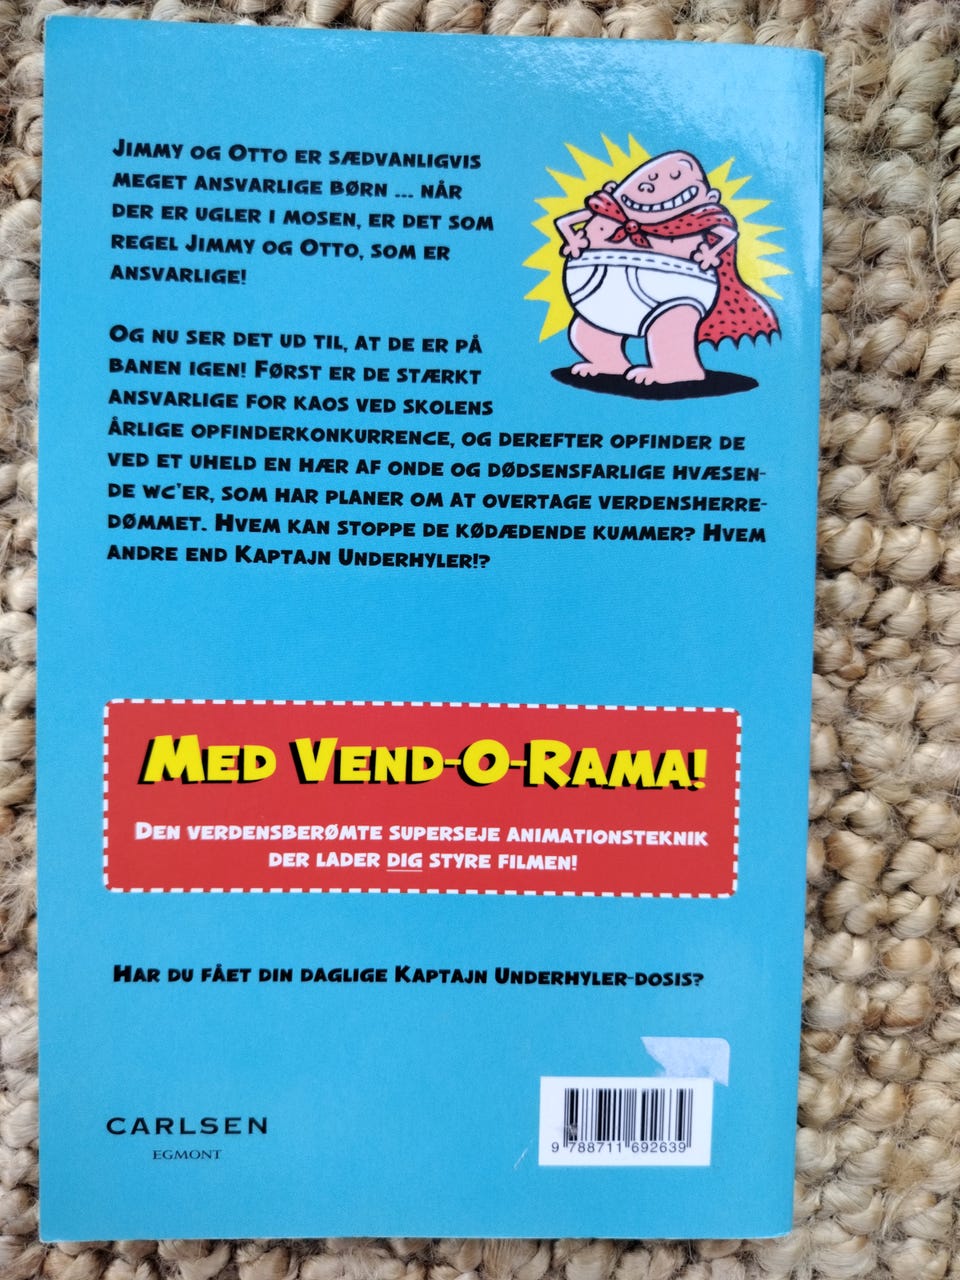 Jimmy og Otto er sædvanligvis
meget ansvarlige børn ... når
der er ugler i mosen, er det som
regel Jimmy og Otto, som er
ansvarlige!
Og nu ser det ud til, at de er på
banen igen! Først er de stærkt
ansvarlige for kaos ved skolens
årlige opfinderkonkurrence, og derefter opfinder de
ved et uheld en hær af onde og dødsensfarlige hvæsen-
de wc'er, som har planer om at overtage verdensherre-
dømmet. Hvem kan stoppe de kødædende kummer? Hvem
andre end Kaptajn Underhyler!?
Med Vend-O-Rama!
Den verdensberømte superseje animationsteknik
der lader dig styre filmen!
Har du fået din daglige Kaptajn Underhyler-dosis?
CARLSEN
EGMONT
9 788711 692639